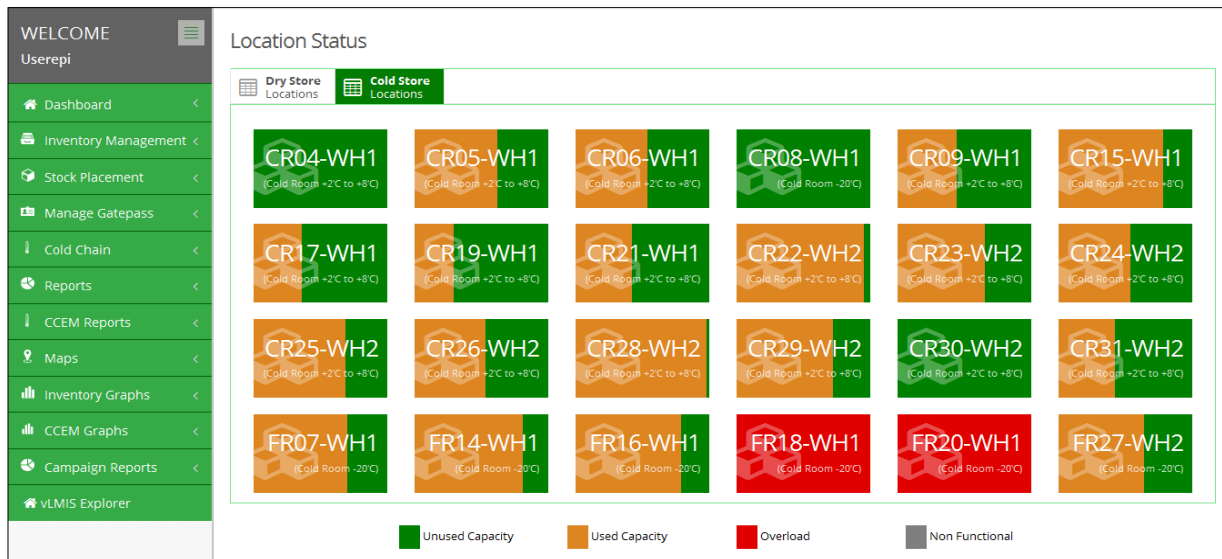 WELCOME
Userepi
Dashboard
Inventory Management
Stock Placement
Manage Gatepass
Cold Chain
Reports
CCEM Reports
Maps
Inventory Graphs
CCEM Graphs
Campaign Reports
vLMIS Explorer
Location Status
Dry Store
Locations
Cold Store
Locations
CR04-WH1
(Cold Room +2'C to +8'C)
CR05-WH1
(Cold Room +2'C to +8'C)
CR06-WH1
(Cold Room +2'C to +8'C)
CR08-WH1
(Cold Room -20'C)
CR09-WH1
(Cold Room +2'C to +8'C)
CR15-WH1
(Cold Room +2'C to +8'C)
CR17-WH1
(Cold Room +2'C to +8'C)
CR19-WH1
(Cold Room +2'C to +8'C)
CR21-WH1
(Cold Room +2'C to +8'C)
CR22-WH2
(Cold Room +2'C to +8'C)
CR23-WH2
(Cold Room +2'C to +8'C)
CR24-WH2
(Cold Room +2'C to +8'C)
CR25-WH2
(Cold Room +2'C to +8'C)
CR26-WH2
(Cold Room +2'C to +8'C)
CR28-WH2
(Cold Room +2'C to +8'C)
CR29-WH2
(Cold Room +2'C to +8'C)
CR30-WH2
(Cold Room +2'C to +8'C)
CR31-WH2
(Cold Room +2'C to +8'C)
FR07-WH1
(Cold Room -20'C)
FR14-WH1
(Cold Room -20'C)
FR16-WH1
(Cold Room -20'C)
FR18-WH1
(Cold Room -20'C)
FR20-WH1
(Cold Room -20'C)
FR27-WH2
(Cold Room -20'C)
Unused Capacity
Used Capacity
Overload
Non Functional